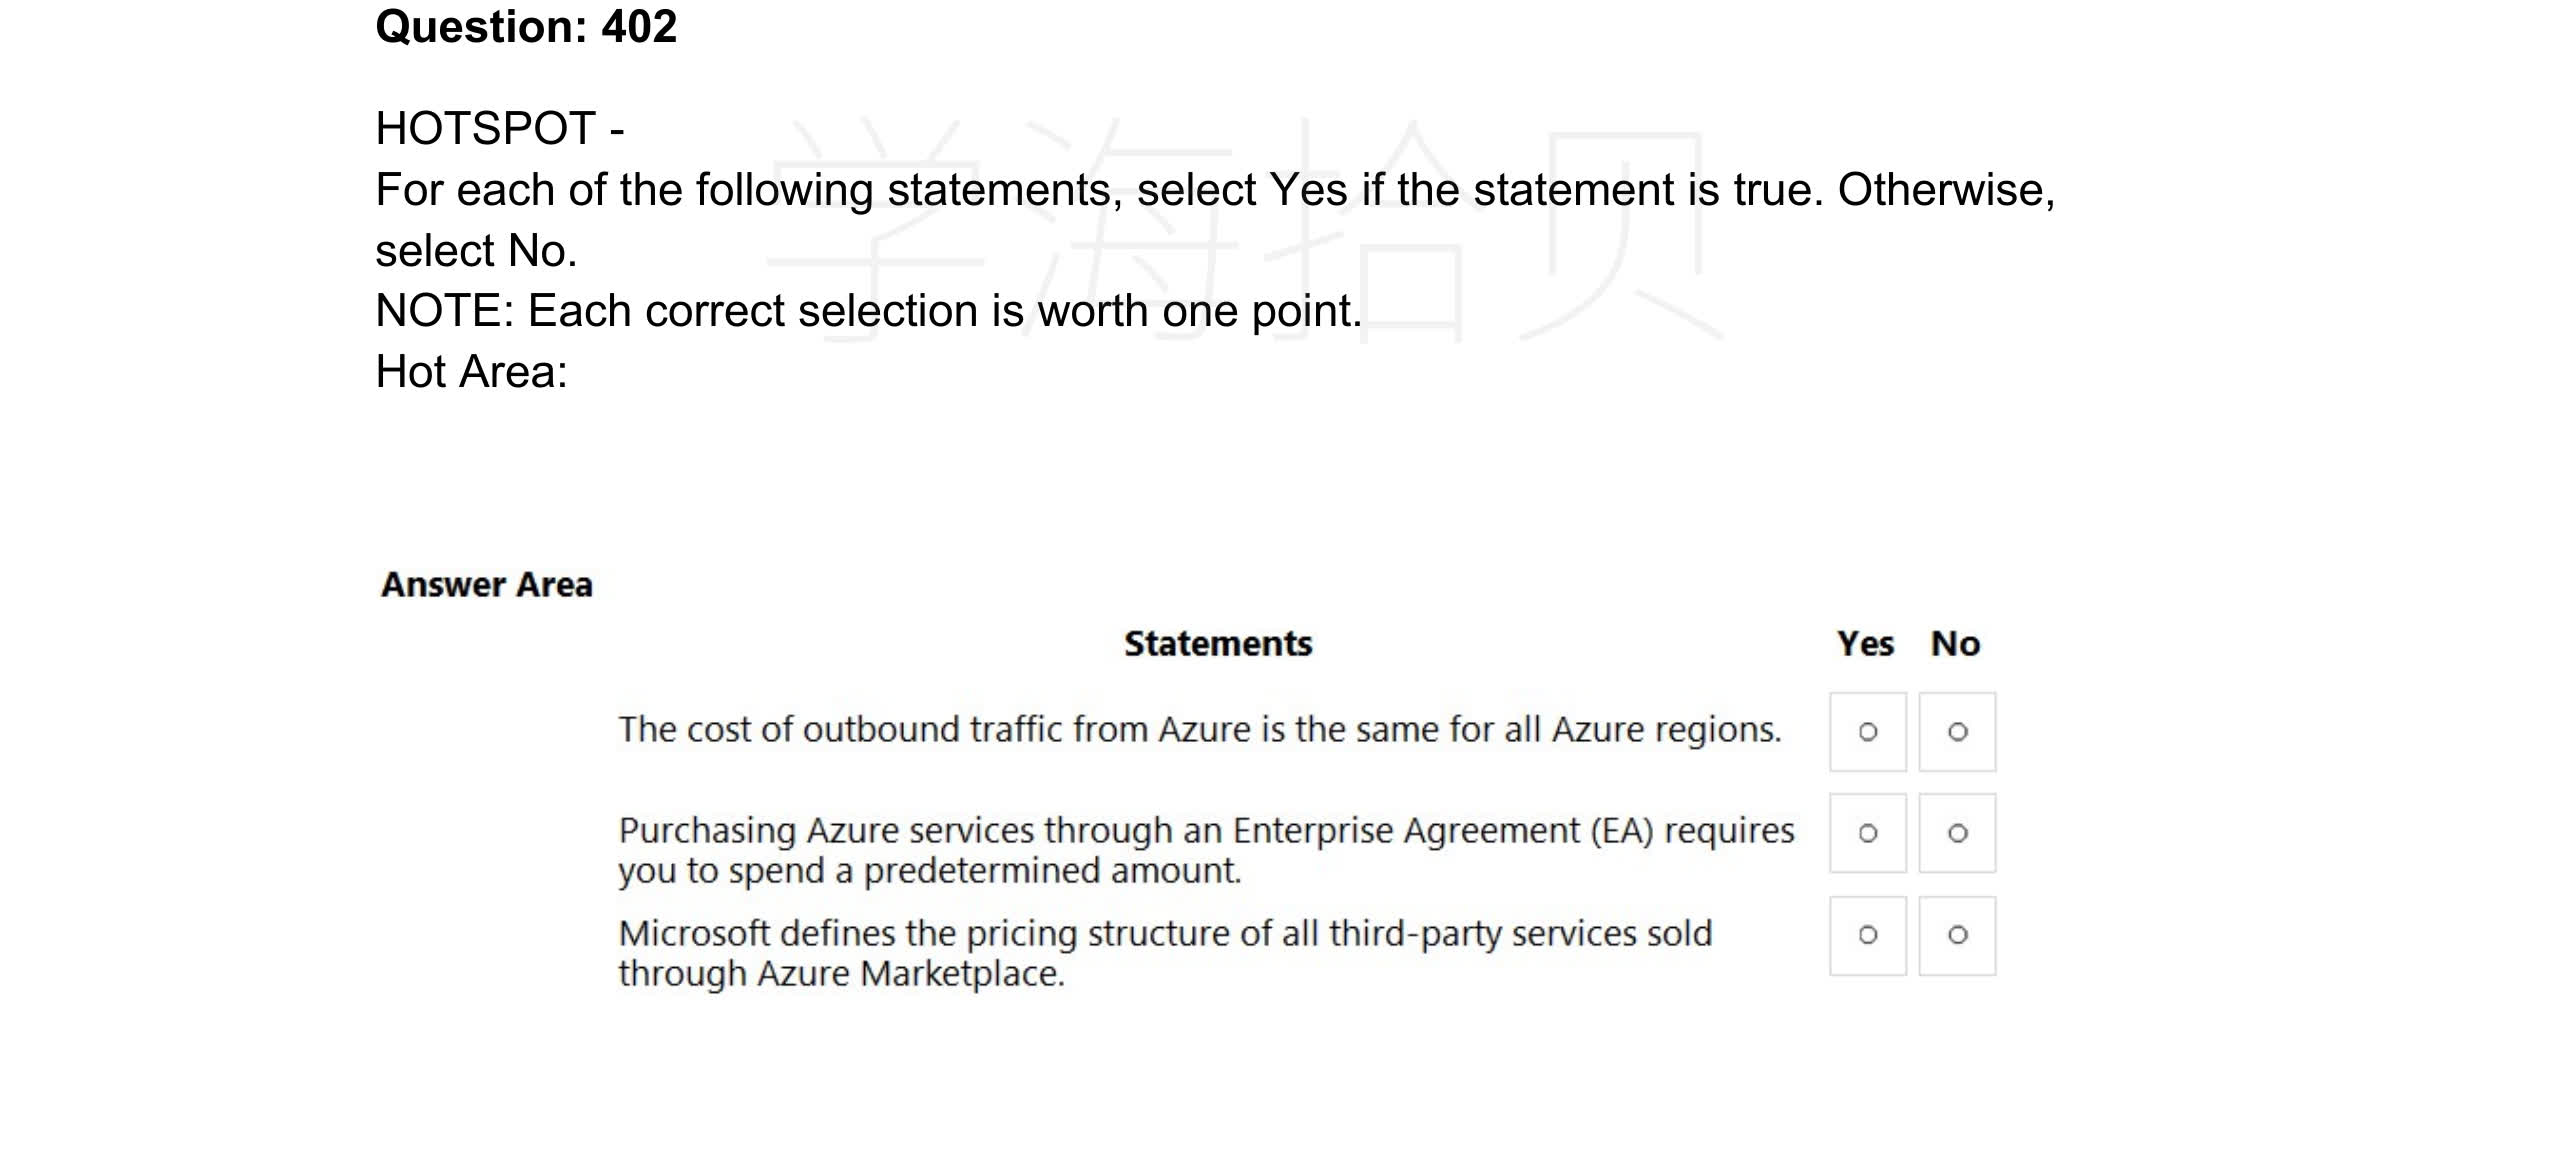 Question: 402
HOTSPOT -
For each of the following statements, select Yes if the statement is true. Otherwise,
select No.
NOTE: Each correct selection is worth one point.
Hot Area:
学海拾贝
Answer Area
Statements Yes No
The cost of outbound traffic from Azure is the same for all Azure regions.
Purchasing Azure services through an Enterprise Agreement (EA) requires
you to spend a predetermined amount.
Microsoft defines the pricing structure of all third-party services sold
through Azure Marketplace.